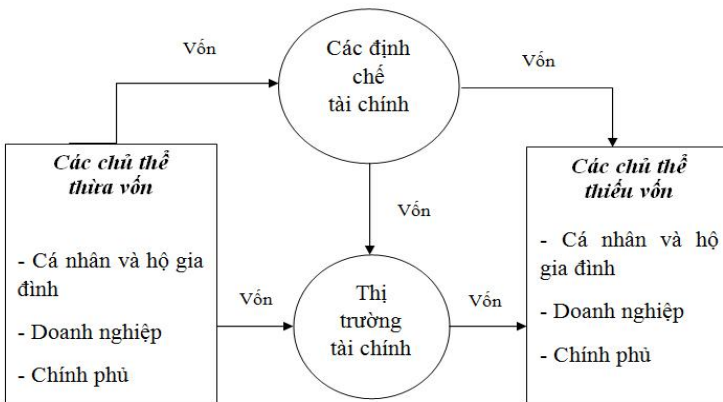 Vốn
Các định
chế
tài chính
Vốn
Các chủ thể
thừa vốn
- Cá nhân và hộ gia
đình
- Doanh nghiệp
- Chính phủ
Vốn
Vốn
Thị
trường
tài chính
Vốn
Các chủ thể
thiếu vốn
- Cá nhân và hộ
gia đình
- Doanh nghiệp
- Chính phủ